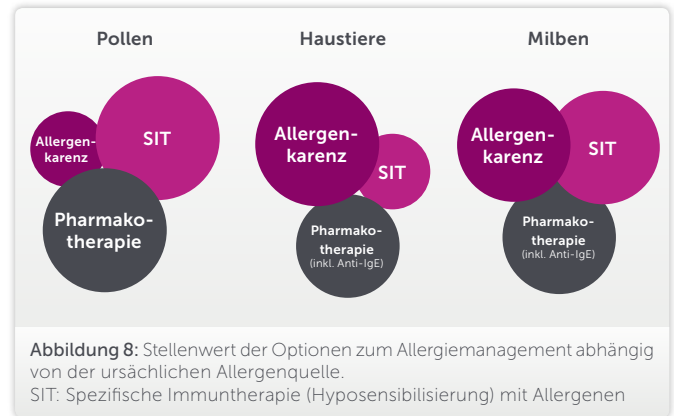 Pollen
Allergen-
karenz
SIT
Pharmako-
therapie
Haustiere
Allergen-
karenz
SIT
Pharmako-
therapie
(inkl. Anti-IgE)
Milben
Allergen-
karenz
SIT
Pharmako-
therapie
(inkl. Anti-IgE)
Abbildung 8: Stellenwert der Optionen zum Allergiemanagement abhängig
von der ursächlichen Allergenquelle.
SIT: Spezifische Immuntherapie (Hyposensibilisierung) mit Allergenen